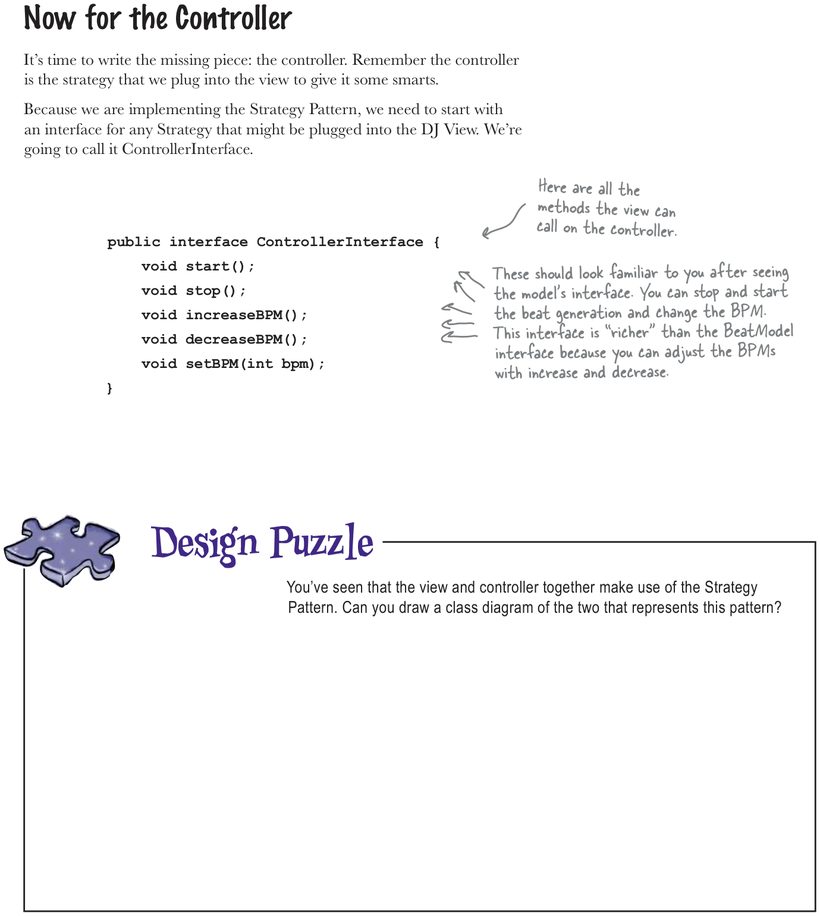 Now for the Controller
It's time to write the missing piece: the controller. Remember the controller
is the strategy that we plug into the view to give it some smarts.
Because we are implementing the Strategy Pattern, we need to start with
an interface for any Strategy that might be plugged into the DJ View. We're
going to call it ControllerInterface.
Here are all the
methods the view can
call on the controller.
public interface ControllerInterface {
void start();
void stop();
void increaseBPM();
void decreaseBPM();
void setBPM(int bpm);
}
These should look familiar to you after seeing
the model's interface. You can stop and start
the beat generation and change the BPM.
This interface is "richer" than the BeatModel
interface because you can adjust the BPMs
with increase and decrease.
Design Puzzle
You've seen that the view and controller together make use of the Strategy
Pattern. Can you draw a class diagram of the two that represents this pattern?